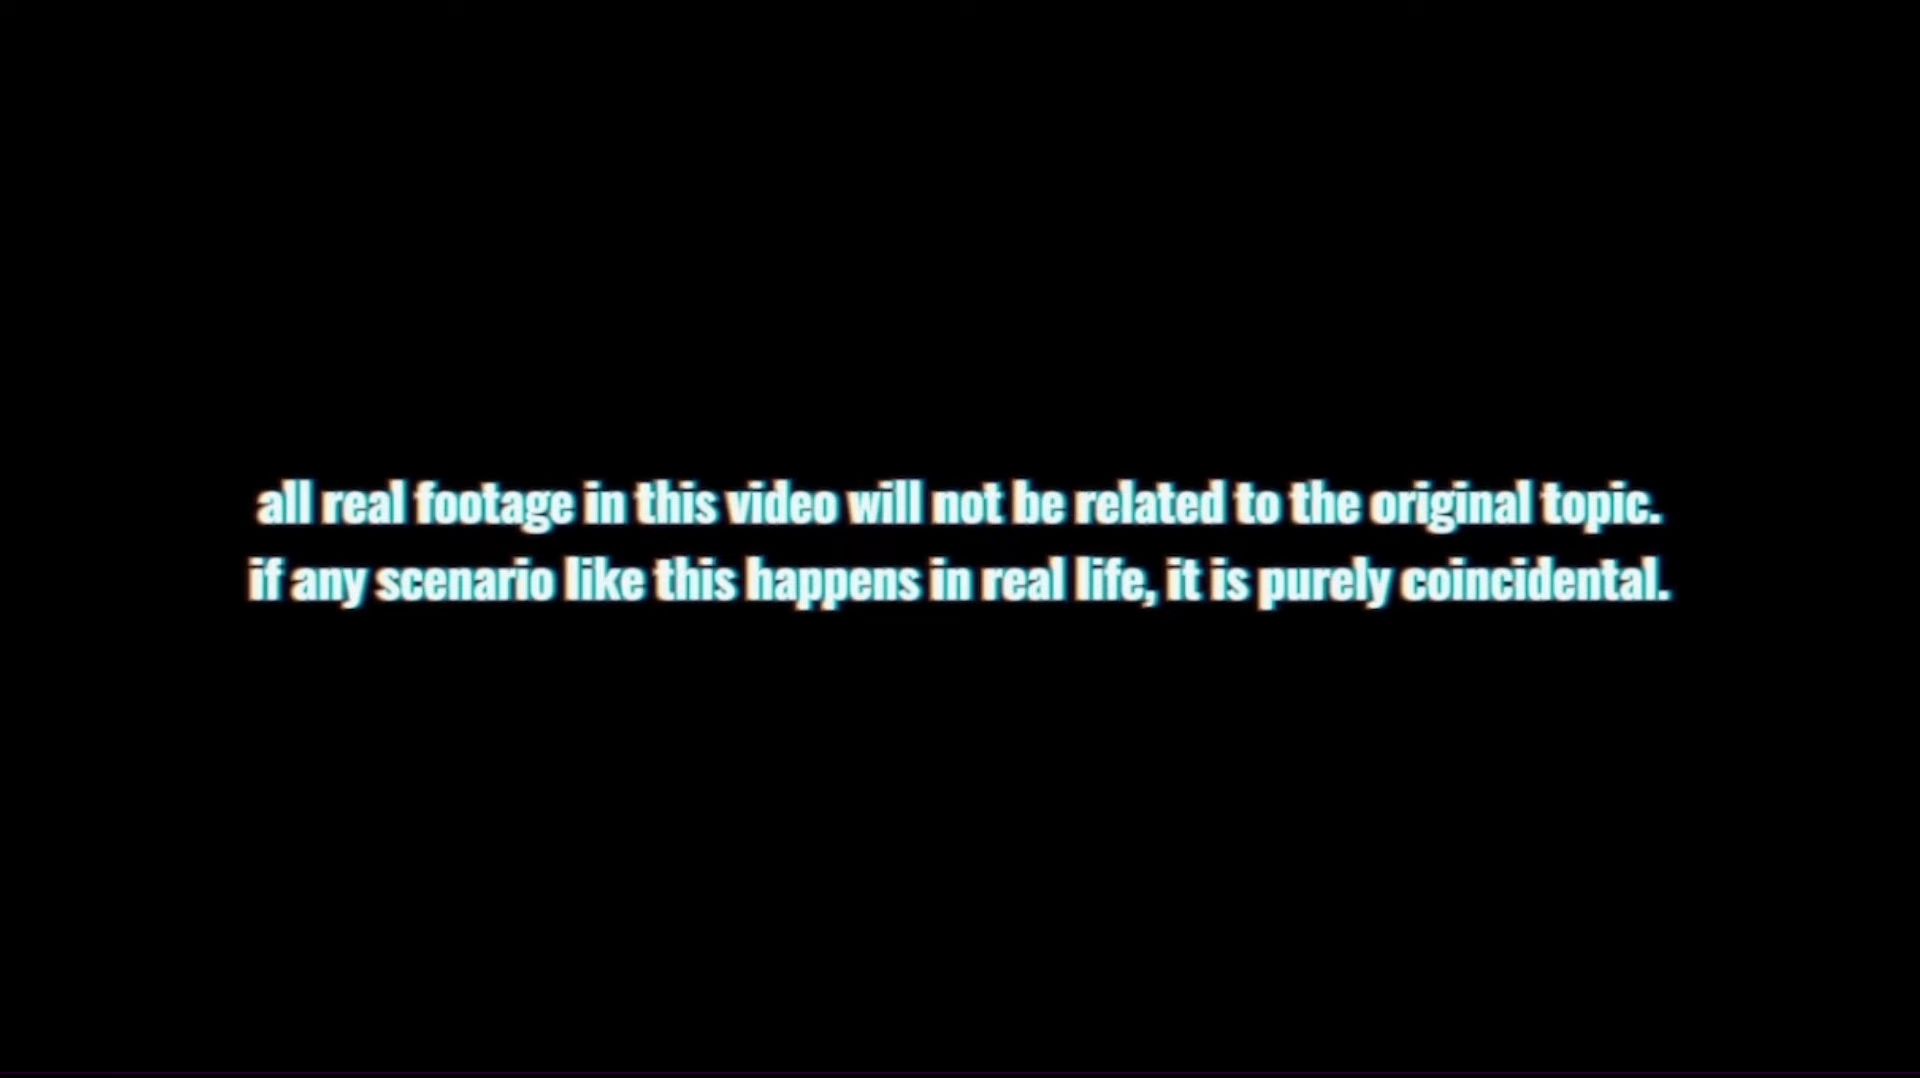 all real footage in this video will not be related to the original topic.
if any scenario like this happens in real life, it is purely coincidental.